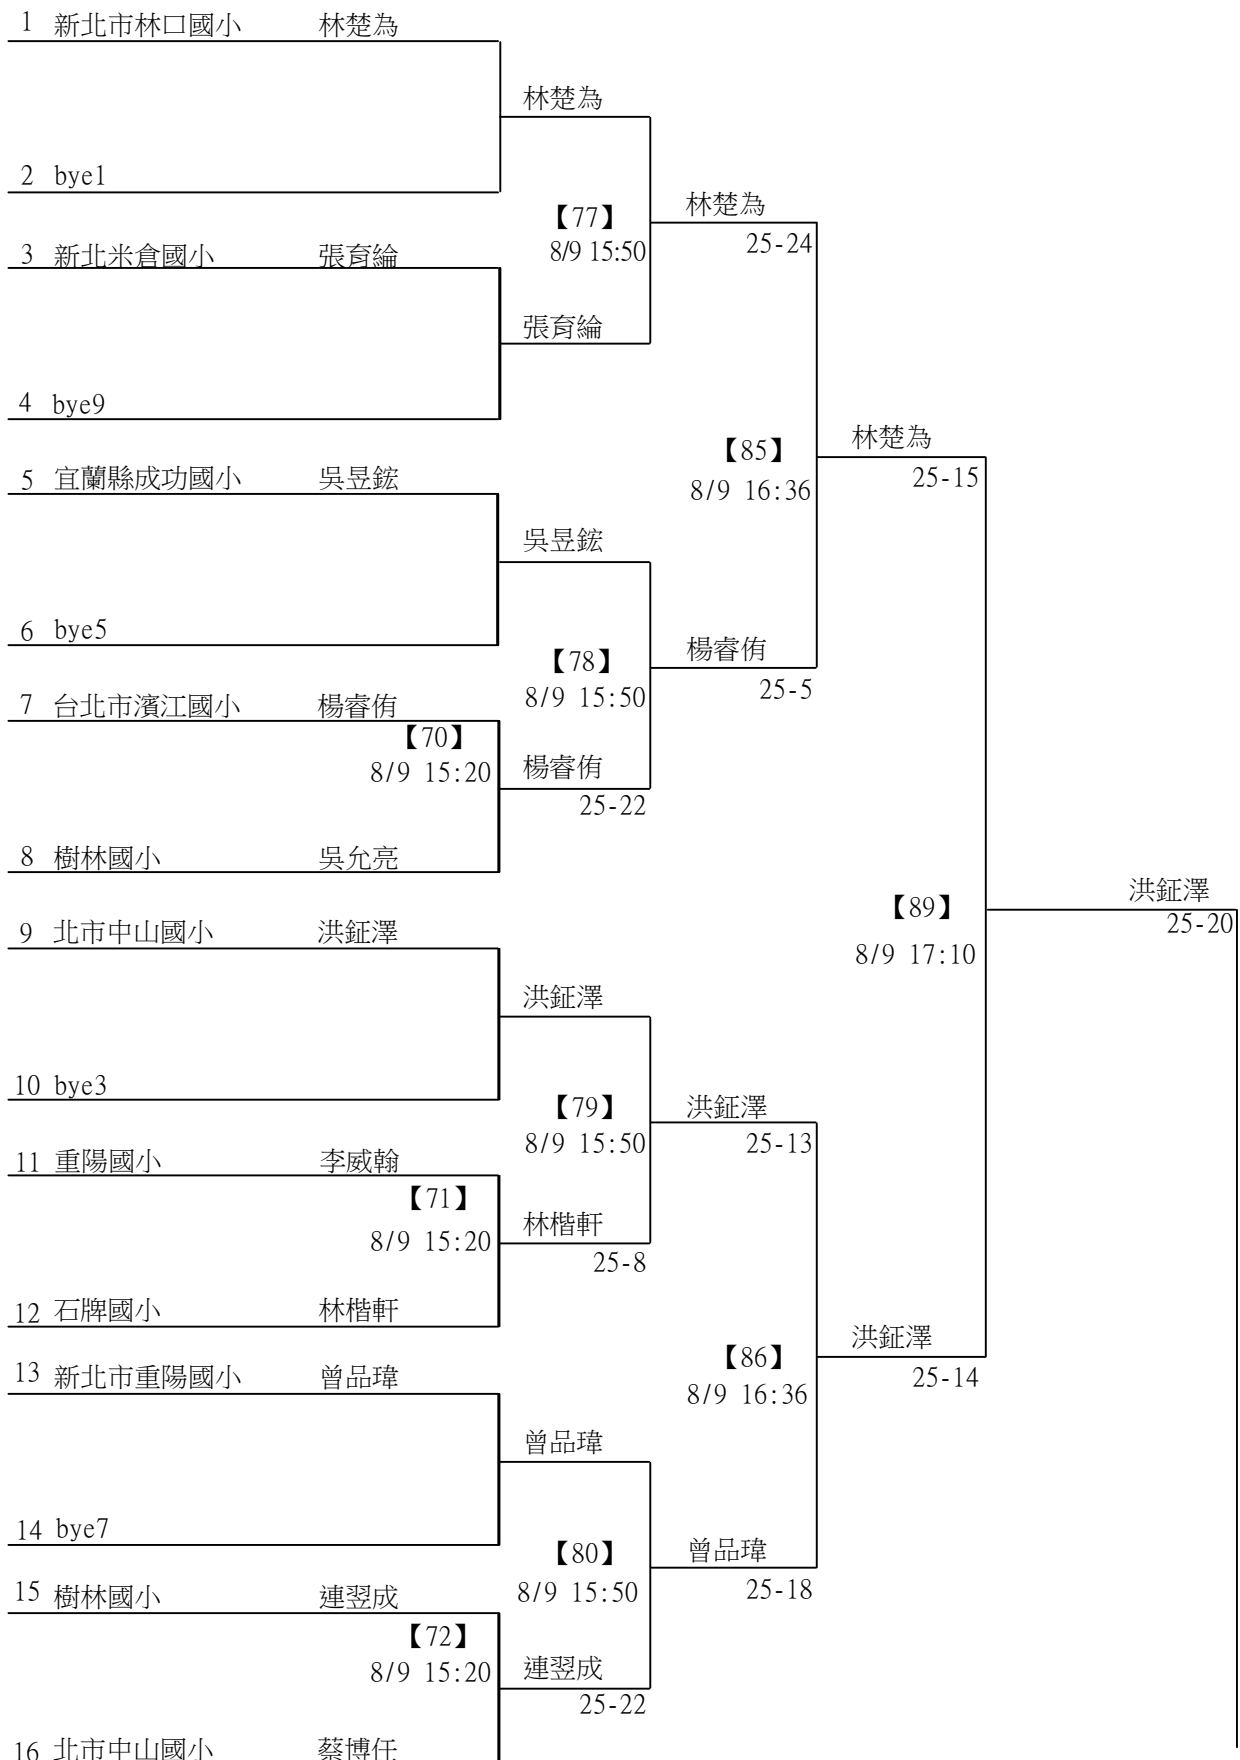 1 新北市林口國小 林楚為
林楚為
2 bye1
【77】
8/9 15:50
林楚為
25-24
3 新北米倉國小 張育綸
張育綸
4 bye9
【85】
8/9 16:36
林楚為
25-15
5 宜蘭縣成功國小 吳昱鋐
吳昱鋐
6 bye5
【78】
8/9 15:50
楊睿侑
25-5
7 台北市濱江國小 楊睿侑
【70】
8/9 15:20
楊睿侑
25-22
8 樹林國小 吳允亮
【89】
8/9 17:10
洪鉦澤
25-20
9 北市中山國小 洪鉦澤
洪鉦澤
10 bye3
【79】
8/9 15:50
洪鉦澤
25-13
11 重陽國小 李威翰
【71】
8/9 15:20
林楷軒
25-8
12 石牌國小 林楷軒
【86】
8/9 16:36
洪鉦澤
25-14
13 新北市重陽國小 曾品瑋
曾品瑋
14 bye7
【80】
8/9 15:50
曾品瑋
25-18
15 樹林國小 連翌成
【72】
8/9 15:20
連翌成
25-22
16 北市中山國小 蔡博任